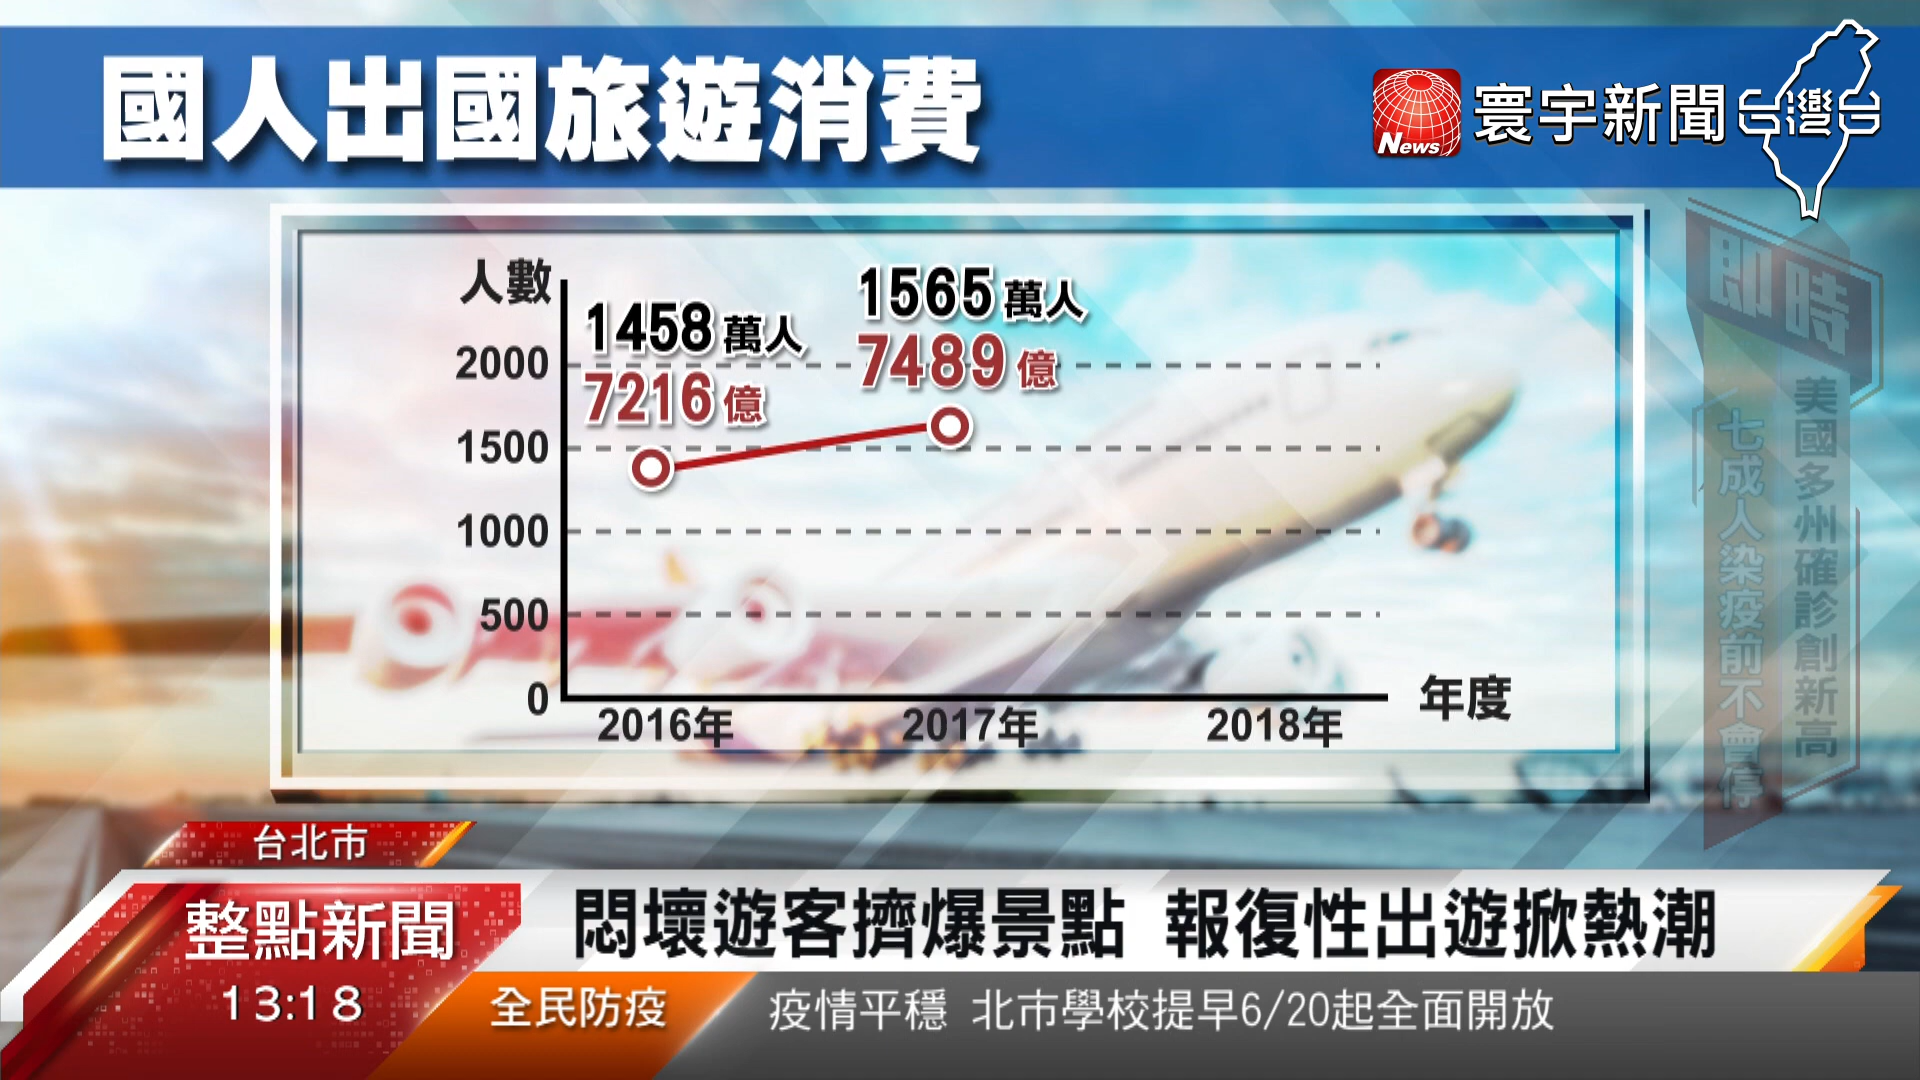 國人出國旅遊消費
News
寰宇新聞 台灣台
即時
美國多州確診創新高
七成人染疫前不會停
人數
2000
1500
1000
500
0
1458萬人
7216億
1565萬人
7489億
2016年
2017年
2018年
年度
台北市
整點新聞
13:18
悶壞遊客擠爆景點 報復性出遊掀熱潮
全民防疫
疫情平穩 北市學校提早6/20起全面開放